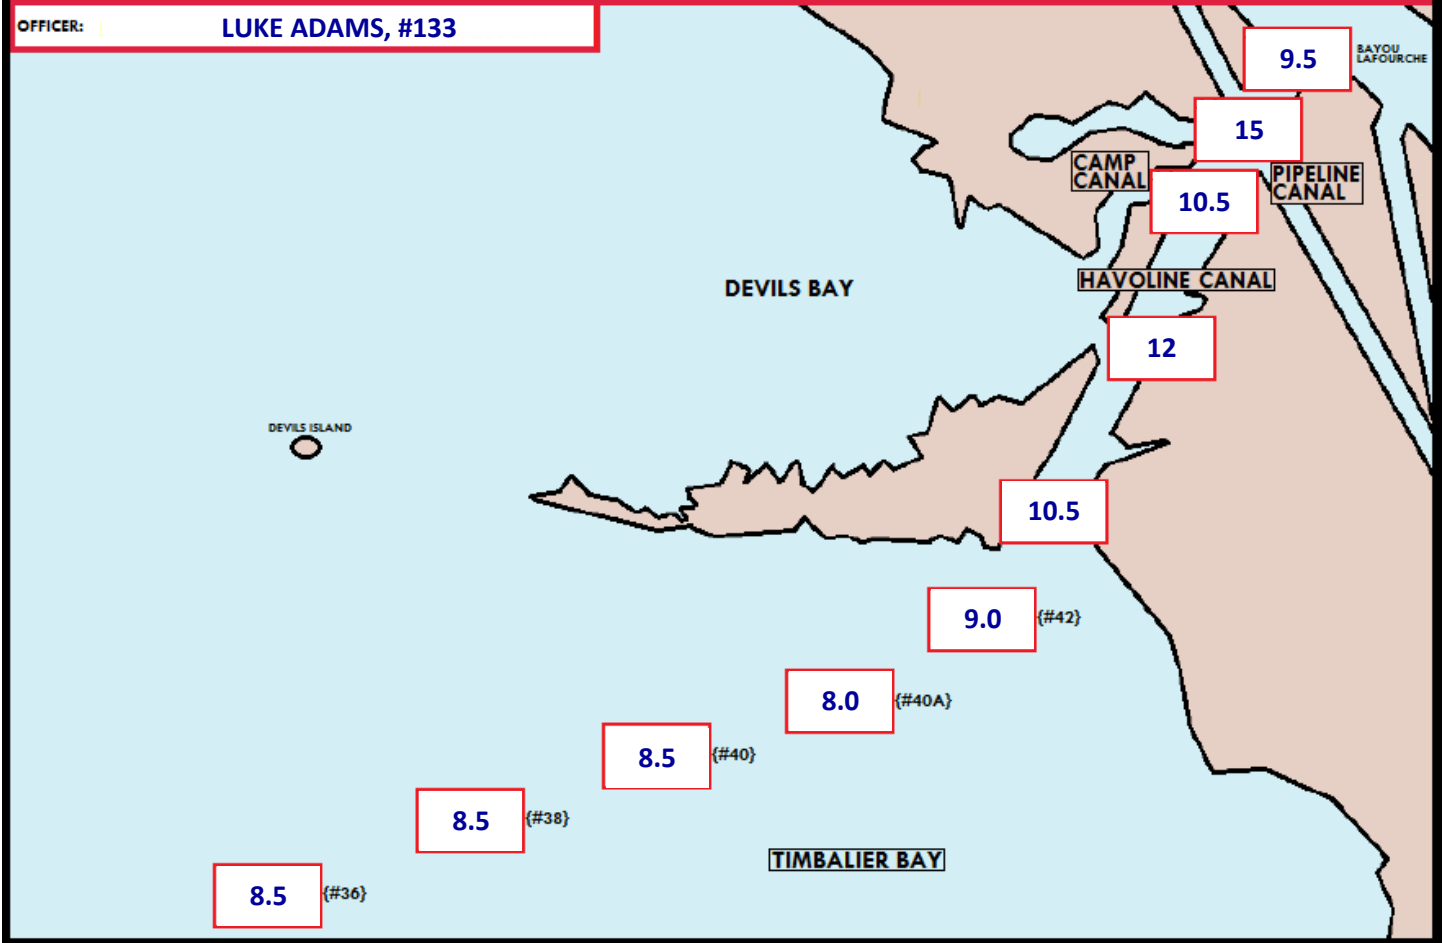 OFFICER:
LUKE ADAMS, #133
9.5
BAYOU
LAFOURCHE
15
CAMP
CANAL
PIPELINE
CANAL
10.5
HAVOLINE CANAL
DEVILS BAY
12
DEVILS ISLAND
10.5
9.0
{#42}
8.0
{#40A}
8.5
{#40}
8.5
{#38}
TIMBALIER BAY
8.5
{#36}